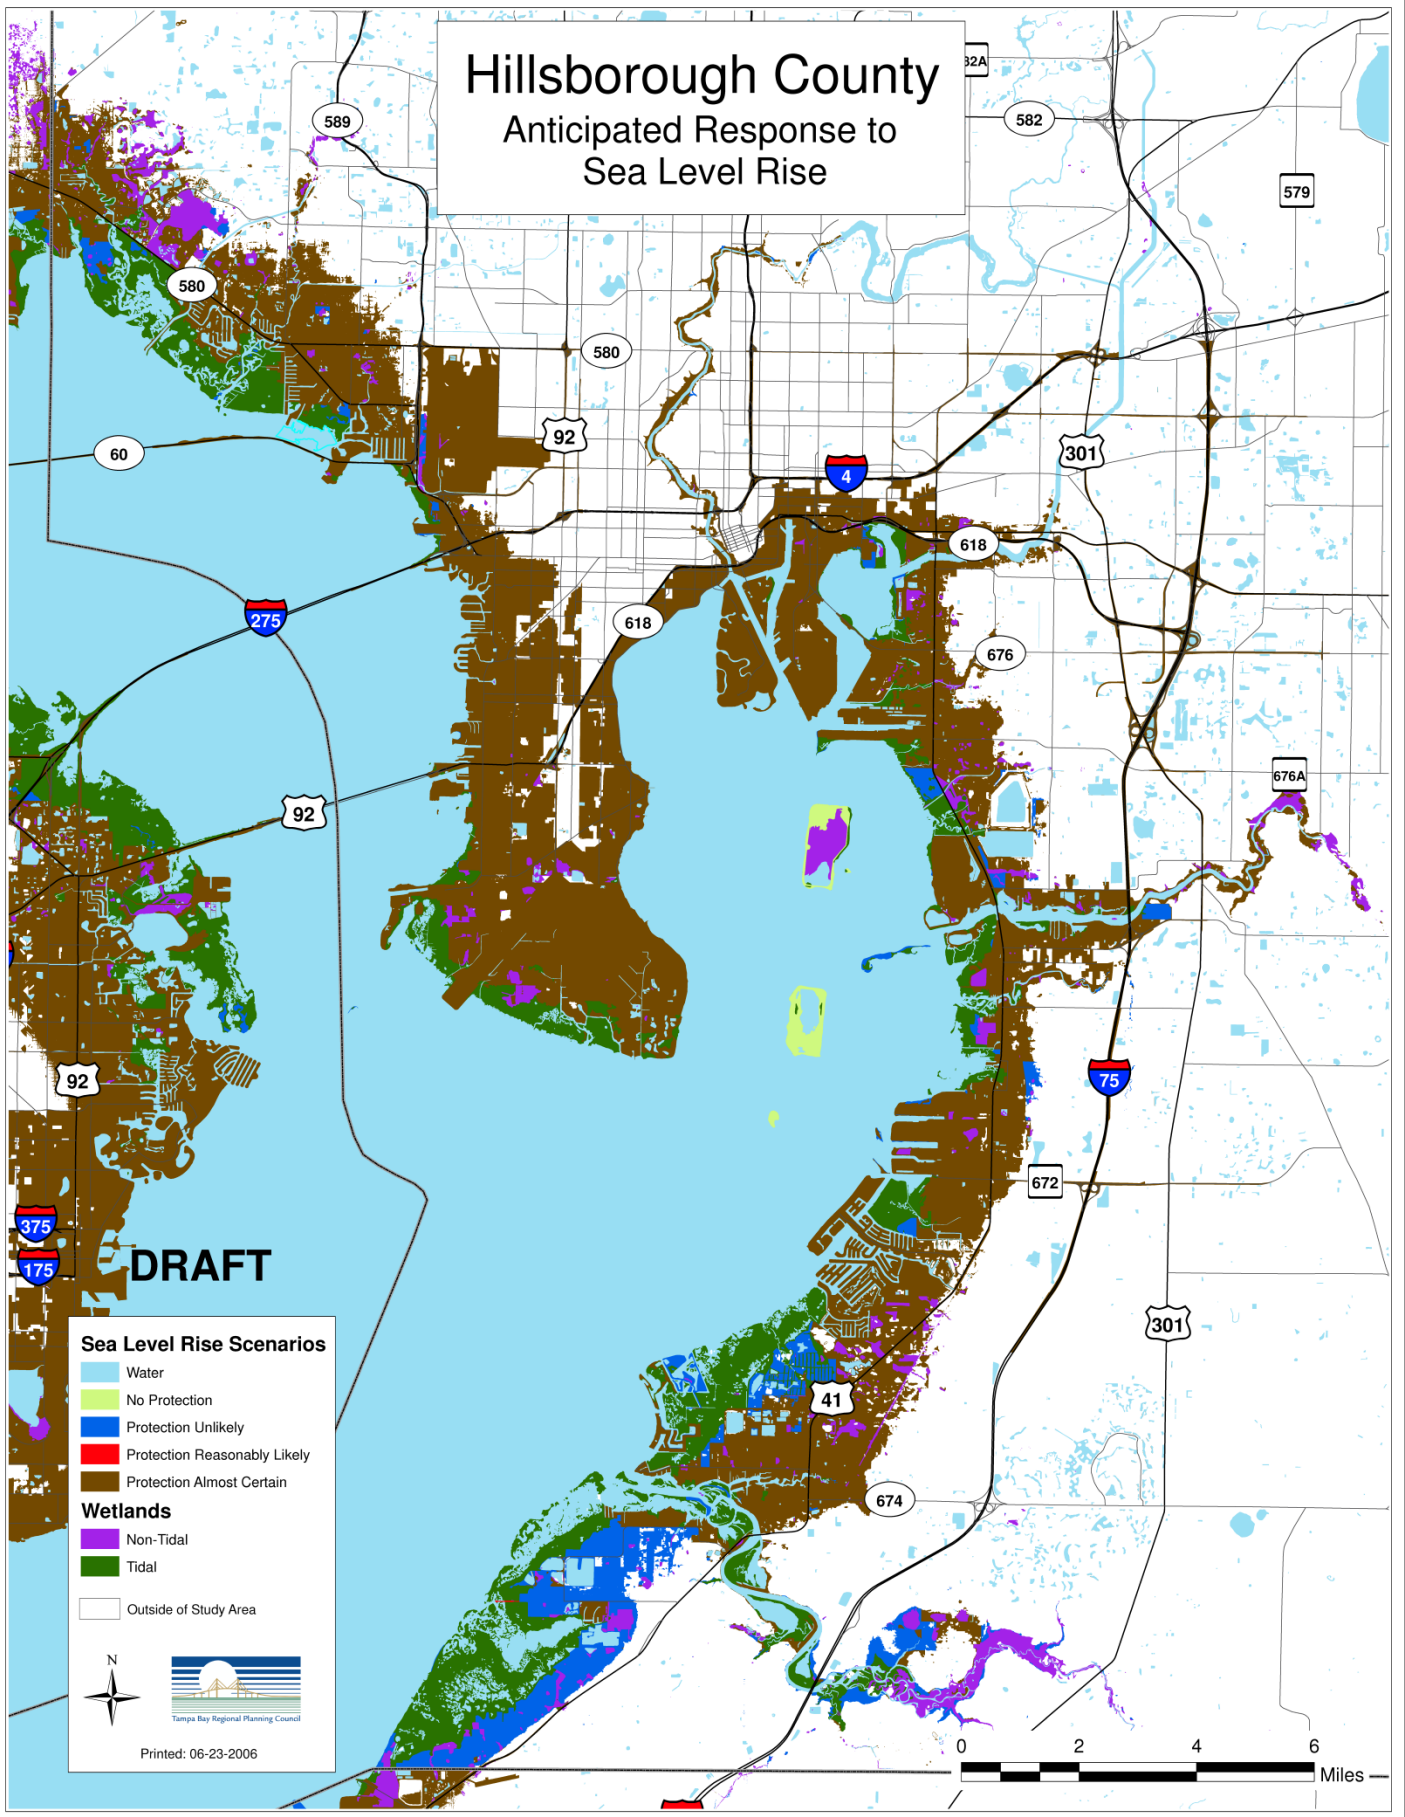 Hillsborough County
Anticipated Response to
Sea Level Rise
582
579
589
580
580
92
60
4
301
618
275
618
676
676A
92
92
75
672
375
175
DRAFT
301
41
674
Sea Level Rise Scenarios
Water
No Protection
Protection Unlikely
Protection Reasonably Likely
Protection Almost Certain
Wetlands
Non-Tidal
Tidal
Outside of Study Area
N
Tampa Bay Regional Planning Council
Printed: 06-23-2006
0 2 4 6
Miles